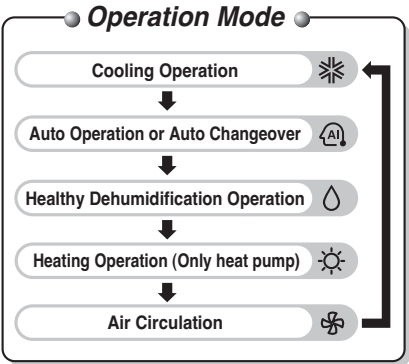 Operation Mode
Cooling Operation
Auto Operation or Auto Changeover
AI
Healthy Dehumidification Operation
Heating Operation (Only heat pump)
Air Circulation